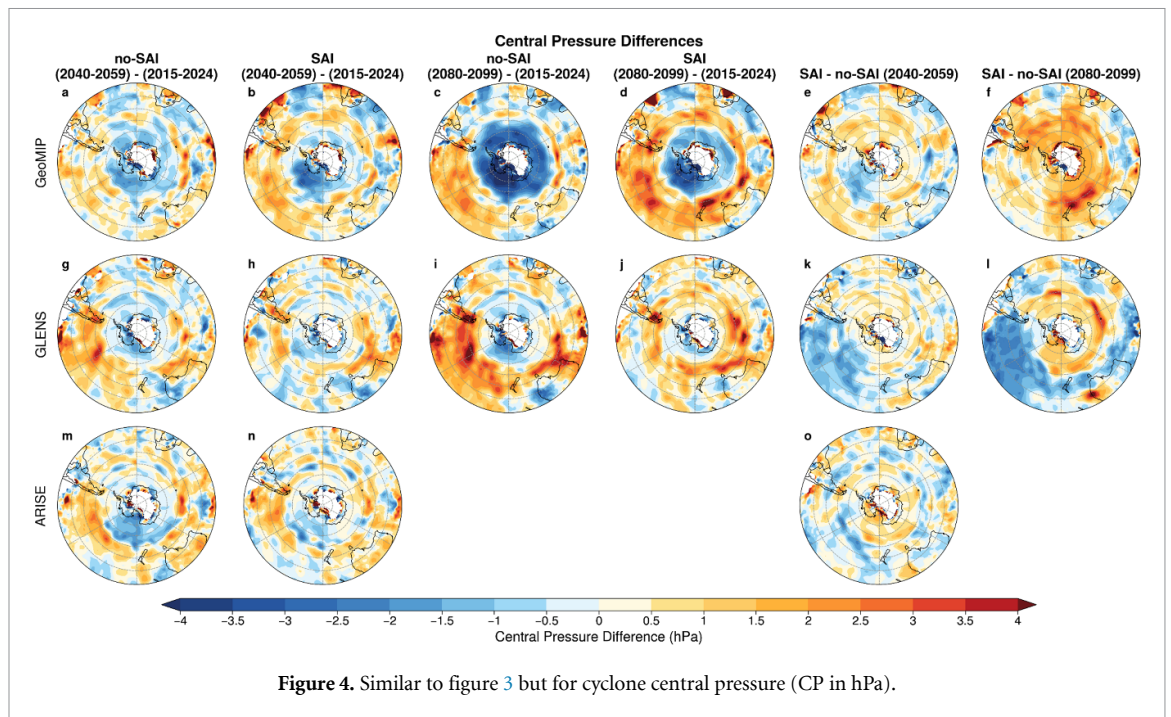 Central Pressure Differences
no-SAI
(2040-2059) - (2015-2024)
SAI
(2040-2059) - (2015-2024)
no-SAI
(2080-2099) - (2015-2024)
SAI
(2080-2099) - (2015-2024)
SAI - no-SAI (2040-2059)
SAI - no-SAI (2080-2099)
GeoMIP
a
b
c
d
e
f
GLENS
g
h
i
j
k
l
ARISE
m
n
o
−4 −3.5 −3 −2.5 −2 −1.5 −1 −0.5 0 0.5 1 1.5 2 2.5 3 3.5 4
Central Pressure Difference (hPa)
Figure 4. Similar to figure 3 but for cyclone central pressure (CP in hPa).